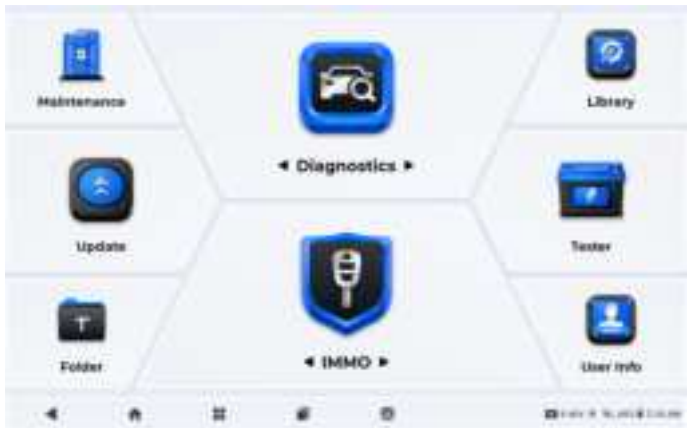 Maintenance
Diagnostics
Library
Update
Tester
Folder
IMMO
User Info